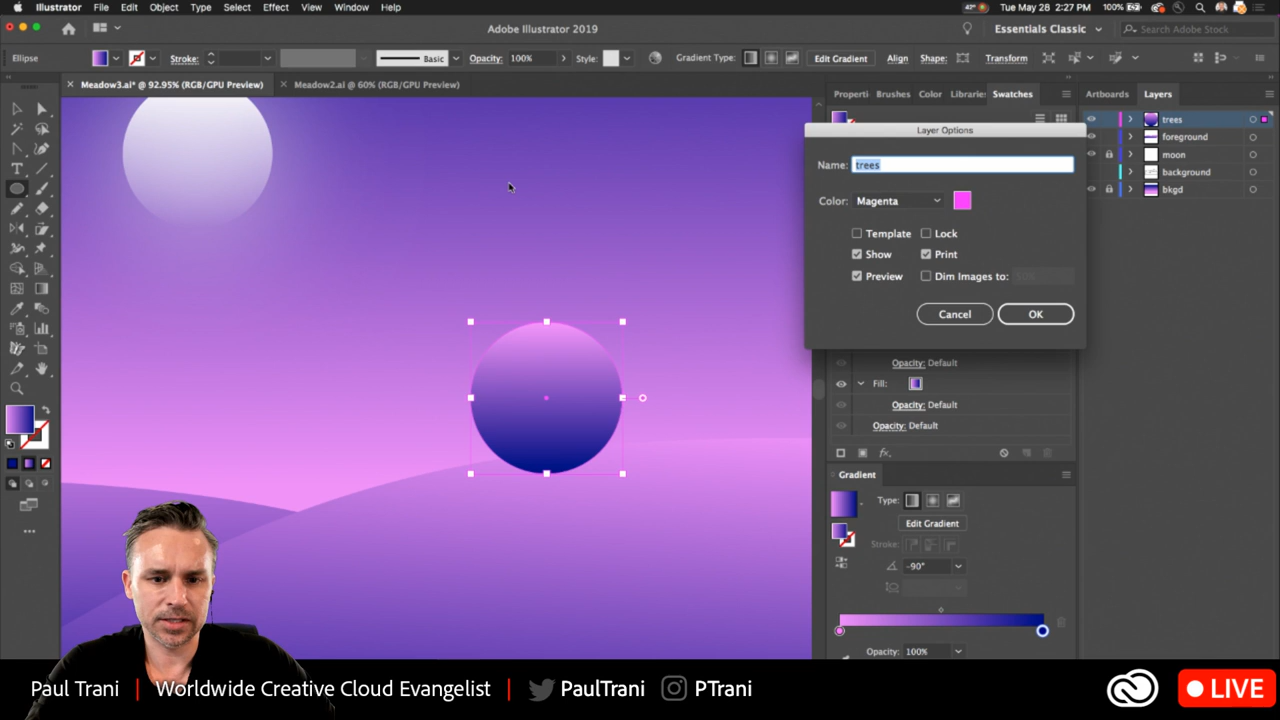 Illustrator File Edit Object Type Select Effect View Window Help
47° Tue May 28 2:27 PM 100%
Adobe Illustrator 2019
Essentials Classic
Search Adobe Stock
Ellipse Stroke: Basic Opacity: 100% Style: Gradient Type: Edit Gradient Align Shape: Transform
Meadow3.ai* @ 92.95% (RGB/GPU Preview) Meadow2.ai @ 60% (RGB/GPU Preview)
Properti Brushes Color Librarie Swatches
Artboards Layers
trees
foreground
moon
background
bkgd
Layer Options
Name: trees
Color: Magenta
Template Lock
Show Print
Preview Dim Images to:
Cancel OK
Opacity: Default
Fill:
Opacity: Default
Opacity: Default
fx
Gradient
Type:
Edit Gradient
Stroke:
-90°
Opacity: 100%
Paul Trani | Worldwide Creative Cloud Evangelist | PaulTrani PTrani
LIVE